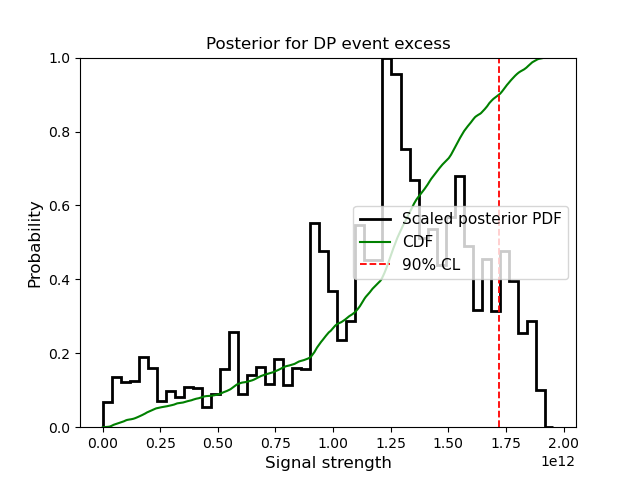 Posterior for DP event excess
Probability
1.0
0.8
0.6
0.4
0.2
0.0
Scaled posterior PDF
CDF
90% CL
0.00 0.25 0.50 0.75 1.00 1.25 1.50 1.75 2.00
1e12
Signal strength